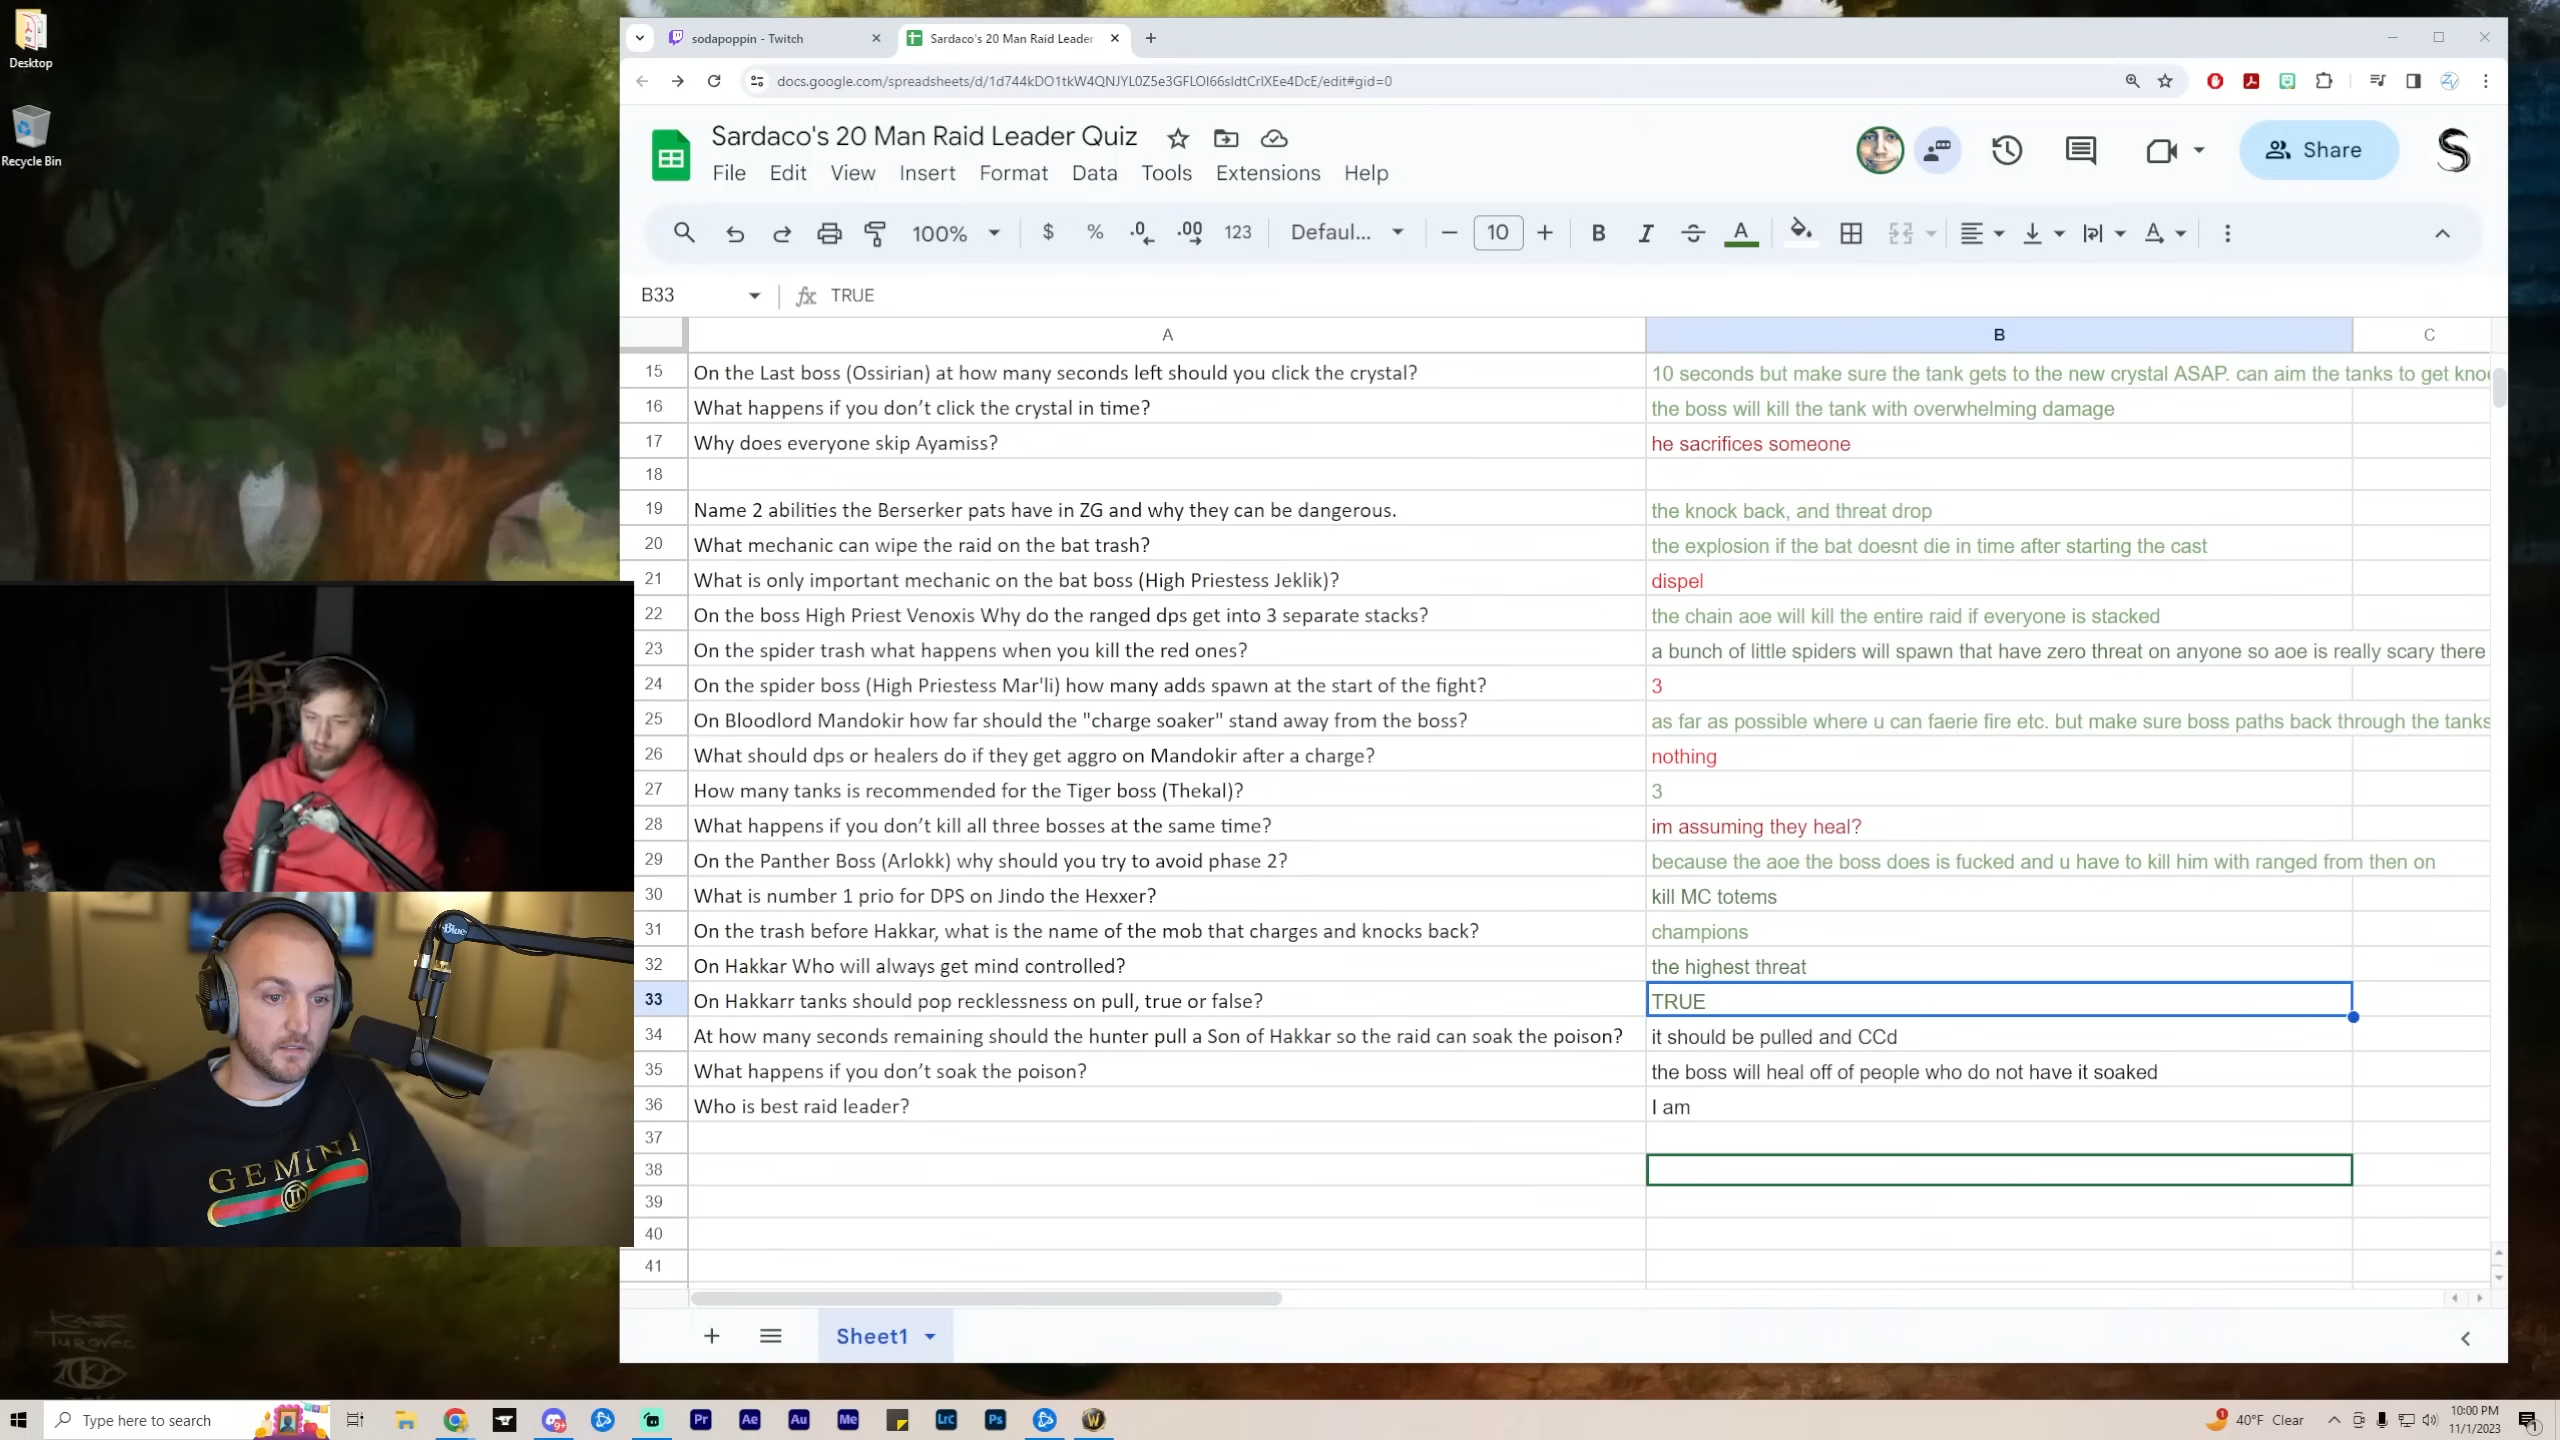 Desktop
Recycle Bin
sodapoppin - Twitch
Sardaco's 20 Man Raid Leader
Sardaco's 20 Man Raid Leader Quiz
File Edit View Insert Format Data Tools Extensions Help
Share
100% $ % .0 .00 123 Defaul... 10 B I A
B33 TRUE
A B C
15 On the Last boss (Ossirian) at how many seconds left should you click the crystal? 10 seconds but make sure the tank gets to the new crystal ASAP. can aim the tanks to get
16 What happens if you don’t click the crystal in time? the boss will kill the tank with overwhelming damage
17 Why does everyone skip Ayamiss? he sacrifices someone
18
19 Name 2 abilities the Berserker pats have in ZG and why they can be dangerous. the knock back, and threat drop
20 What mechanic can wipe the raid on the bat trash? the explosion if the bat doesnt die in time after starting the cast
21 What is only important mechanic on the bat boss (High Priestess Jeklik)? dispel
22 On the boss High Priest Venoxis Why do the ranged dps get into 3 separate stacks? the chain aoe will kill the entire raid if everyone is stacked
23 On the spider trash what happens when you kill the red ones? a bunch of little spiders will spawn that have zero threat on anyone so aoe is really scary there
24 On the spider boss (High Priestess Mar'li) how many adds spawn at the start of the fight? 3
25 On Bloodlord Mandokir how far should the "charge soaker" stand away from the boss? as far as possible where u can faerie fire etc. but make sure boss paths back through the tanks
26 What should dps or healers do if they get aggro on Mandokir after a charge? nothing
27 How many tanks is recommended for the Tiger boss (Thekal)? 3
28 What happens if you don’t kill all three bosses at the same time? im assuming they heal?
29 On the Panther Boss (Arlokk) why should you try to avoid phase 2? because the aoe the boss does is fucked and u have to kill him with ranged from then on
30 What is number 1 prio for DPS on Jindo the Hexxer? kill MC totems
31 On the trash before Hakkar, what is the name of the mob that charges and knocks back? champions
32 On Hakkar Who will always get mind controlled? the highest threat
33 On Hakkarr tanks should pop recklessness on pull, true or false? TRUE
34 At how many seconds remaining should the hunter pull a Son of Hakkar so the raid can soak the poison? it should be pulled and CCd
35 What happens if you don’t soak the poison? the boss will heal off of people who do not have it soaked
36 Who is best raid leader? I am
37
38
39
40
41
Sheet1
Blue
GEMINI
Type here to search
Pr Ae Au Me LrC Ps
40°F Clear
10:00 PM
11/1/2023